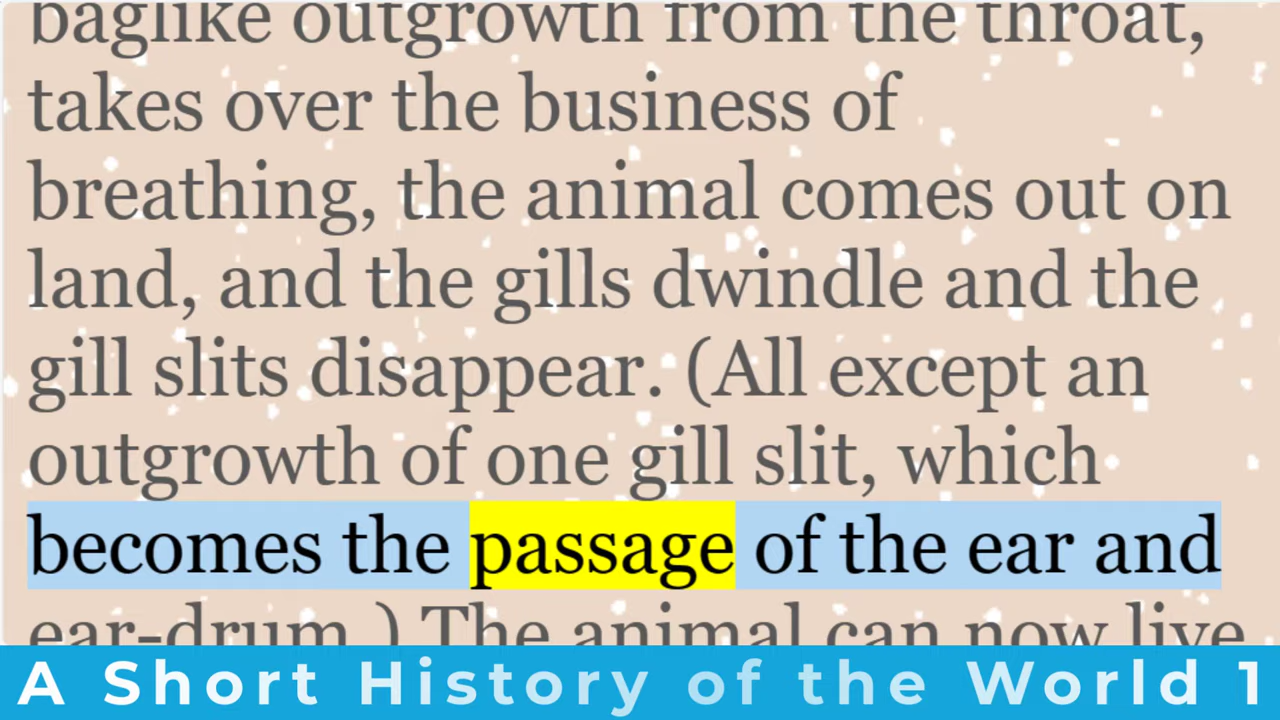 baglike outgrowth from the throat,
takes over the business of
breathing, the animal comes out on
land, and the gills dwindle and the
gill slits disappear. (All except an
outgrowth of one gill slit, which
becomes the passage of the ear and
ear-drum.) The animal can now live
A Short History of the World 1